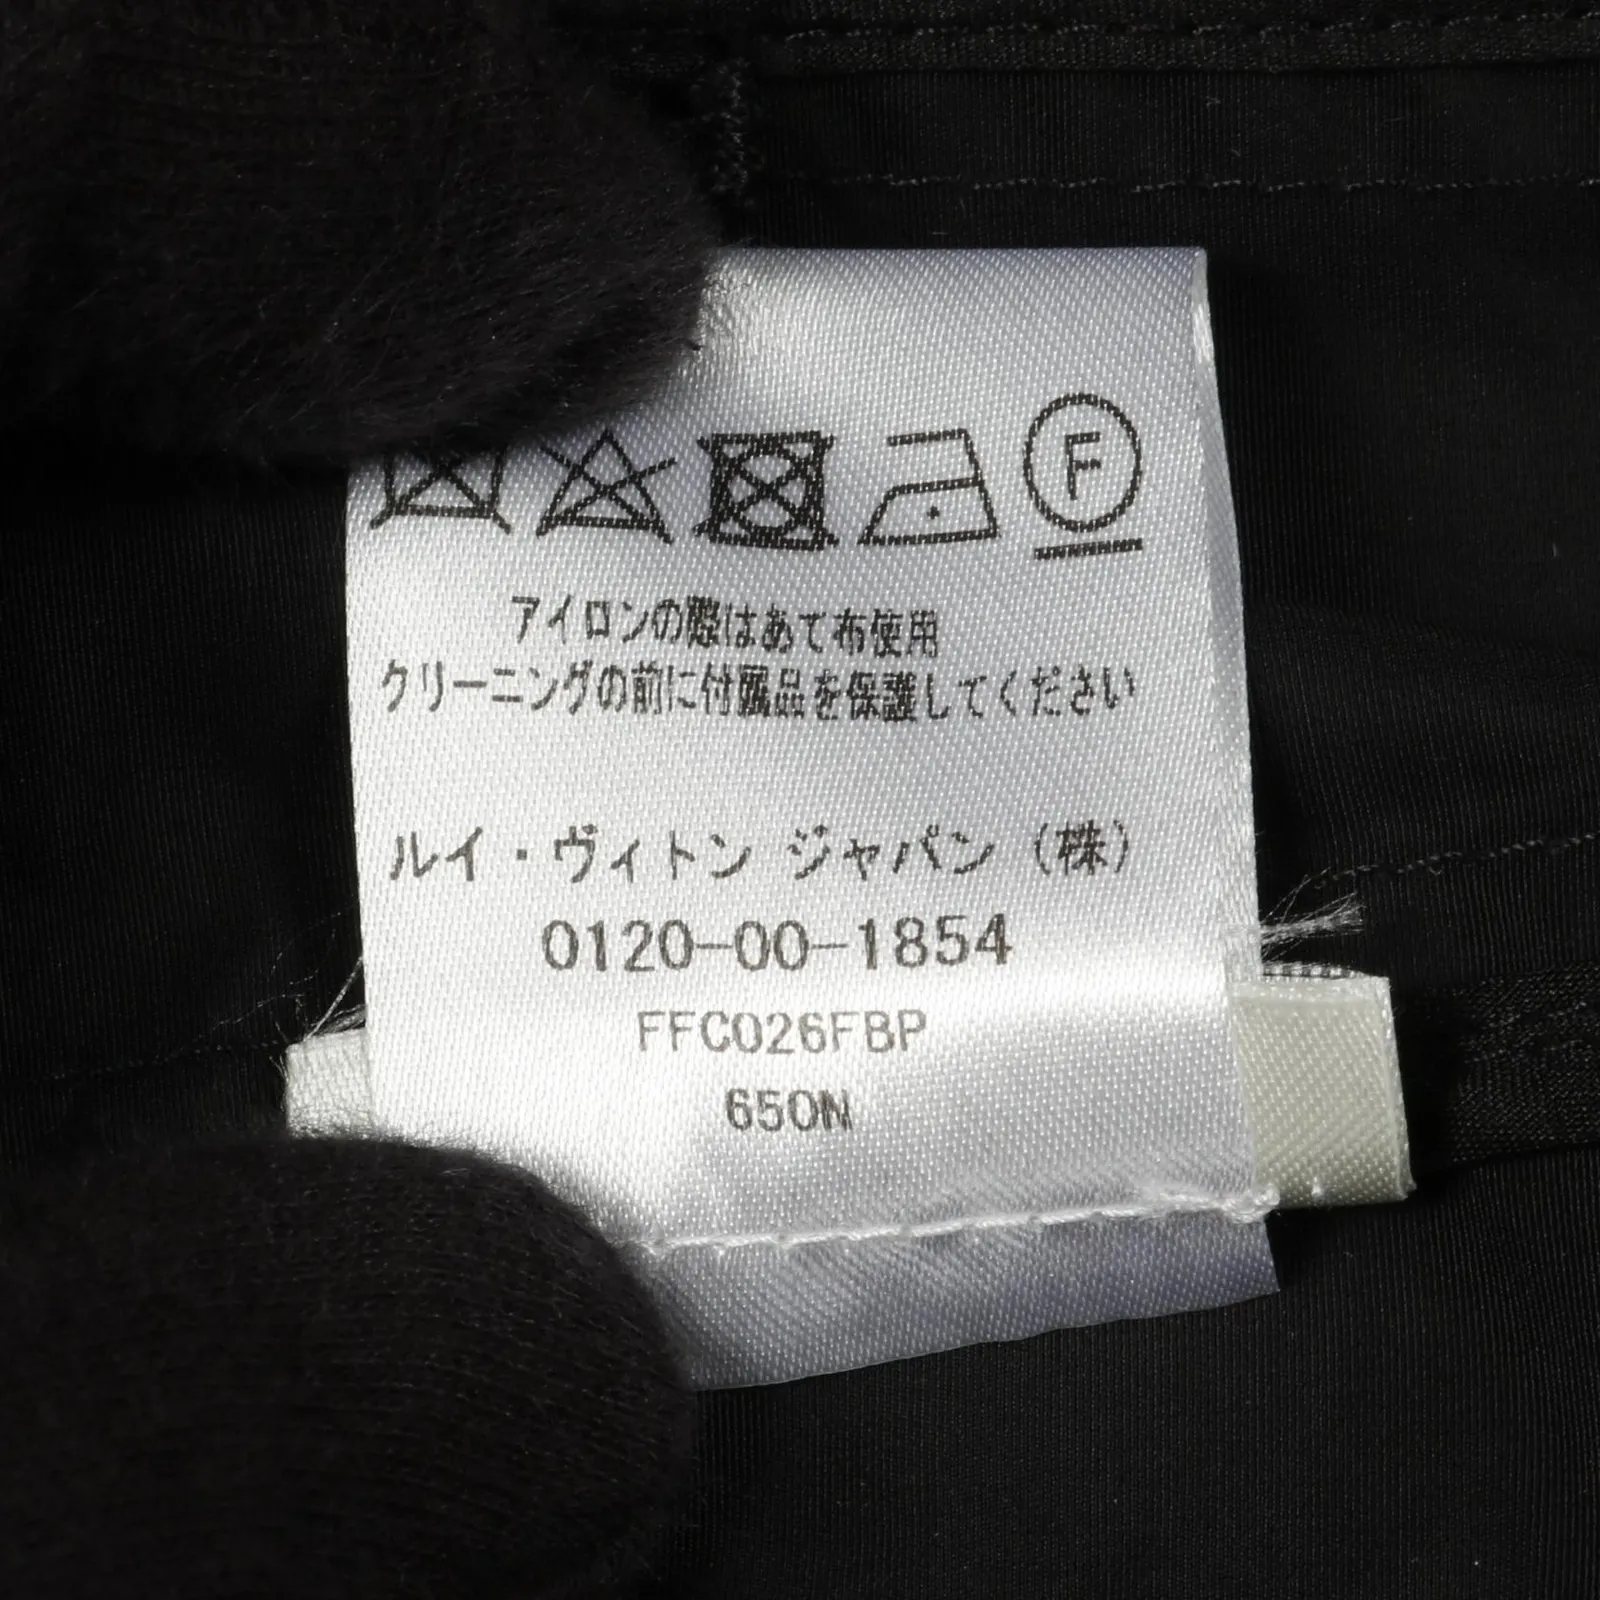 F
アイロンの際はあて布使用
クリーニングの前に付属品を保護してください
ルイ・ヴィトン ジャパン (株)
0120-00-1854
FFC026FBP
650N